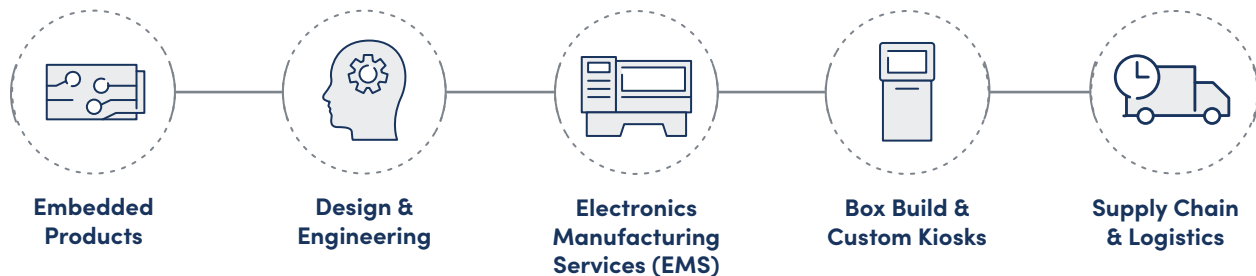 Embedded
Products
Design &
Engineering
Electronics
Manufacturing
Services (EMS)
Box Build &
Custom Kiosks
Supply Chain
& Logistics